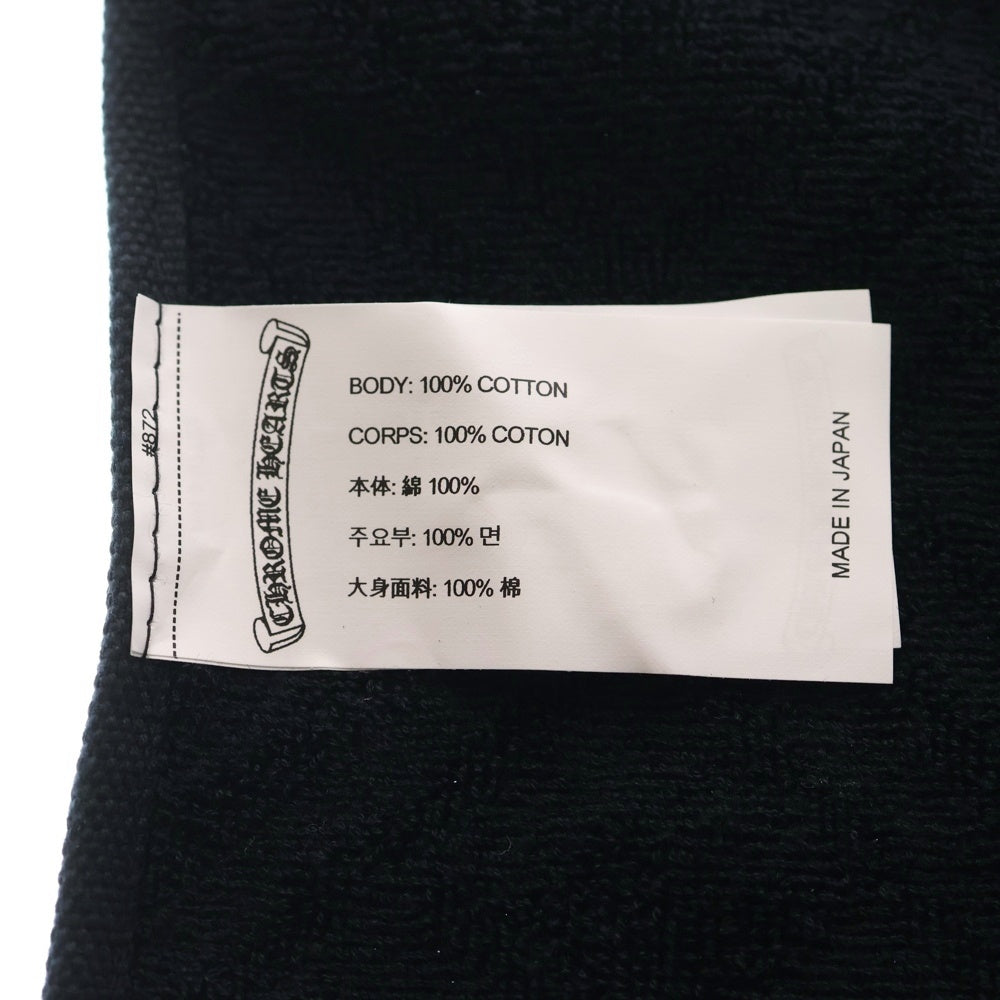 #872
CHROME HEARTS
BODY: 100% COTTON
CORPS: 100% COTON
本体: 綿 100%
주요부: 100% 면
大身面料: 100% 棉
MADE IN JAPAN